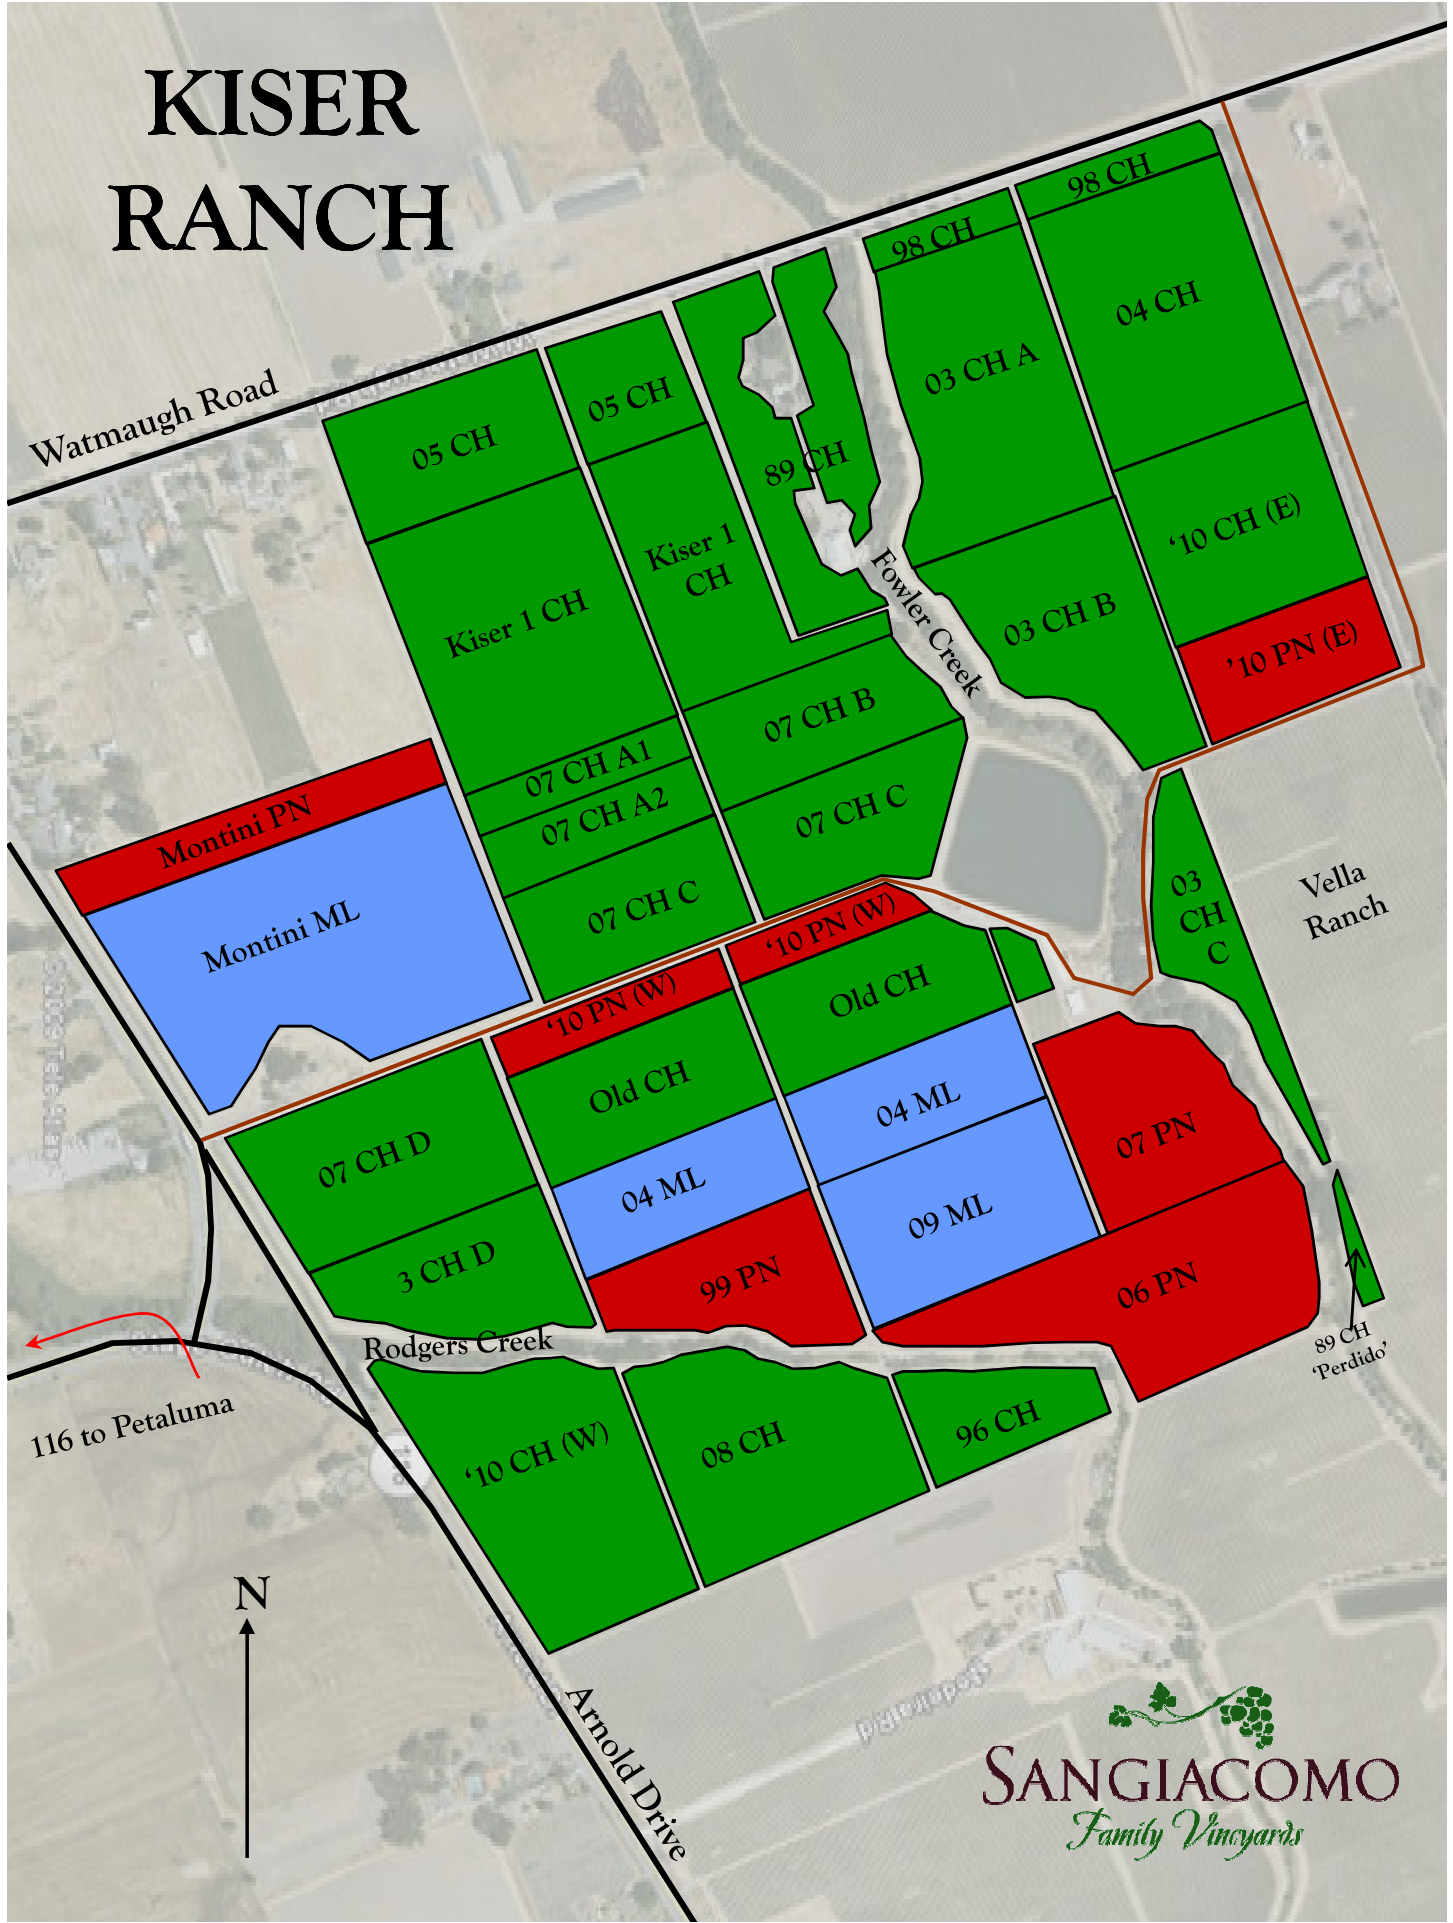 KISER
RANCH
Watmaugh Road
98 CH
98 CH
04 CH
03 CH A
05 CH
05 CH
89 CH
Kiser 1
CH
‘10 CH (E)
Kiser 1 CH
Fowler Creek
03 CH B
’10 PN (E)
07 CH B
07 CH A1
07 CH A2
07 CH C
Montini PN
07 CH C
Montini ML
‘10 PN (W)
03
CH
C
Vella
Ranch
‘10 PN (W)
Old CH
Old CH
04 ML
07 PN
07 CH D
04 ML
09 ML
3 CH D
99 PN
06 PN
Rodgers Creek
89 CH
‘Perdido’
116 to Petaluma
‘10 CH (W)
08 CH
96 CH
N
Arnold Drive
SANGIACOMO
Family Vineyards